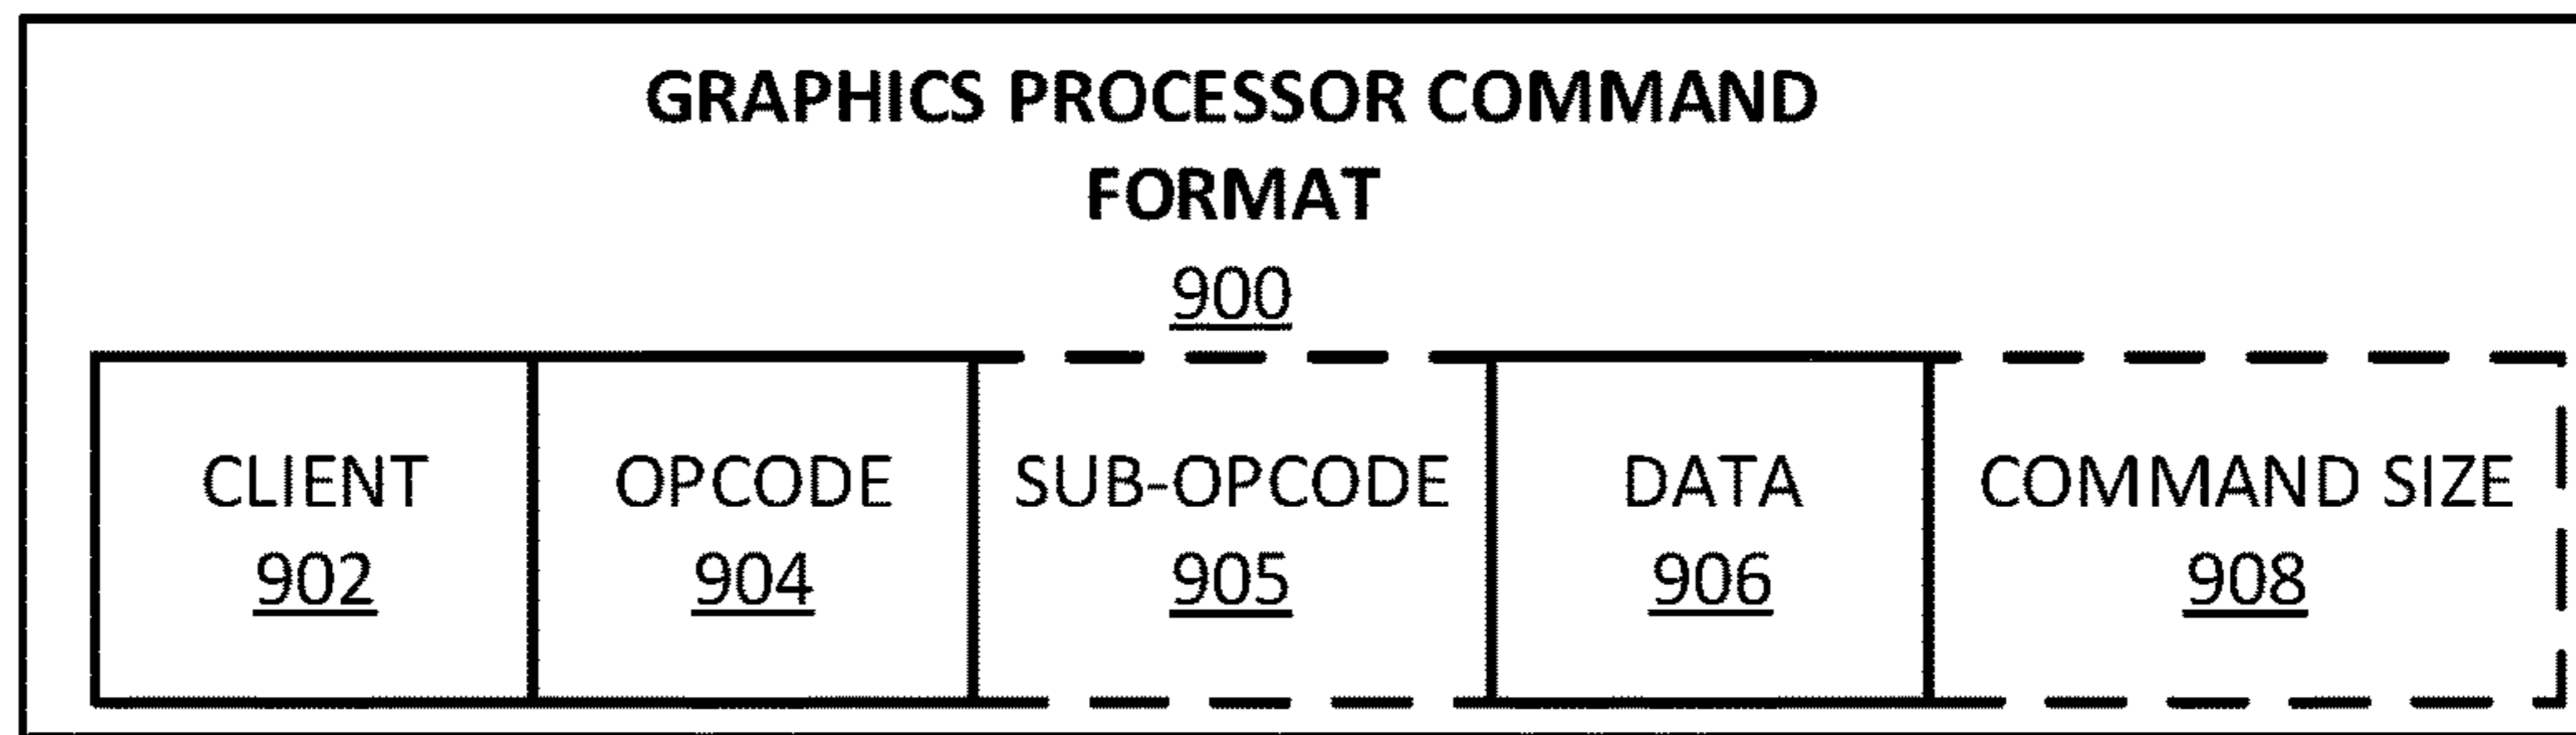 GRAPHICS PROCESSOR COMMAND
FORMAT
900
CLIENT OPCODE SUB-OPCODE DATA COMMAND SIZE
902 904 905 906 908